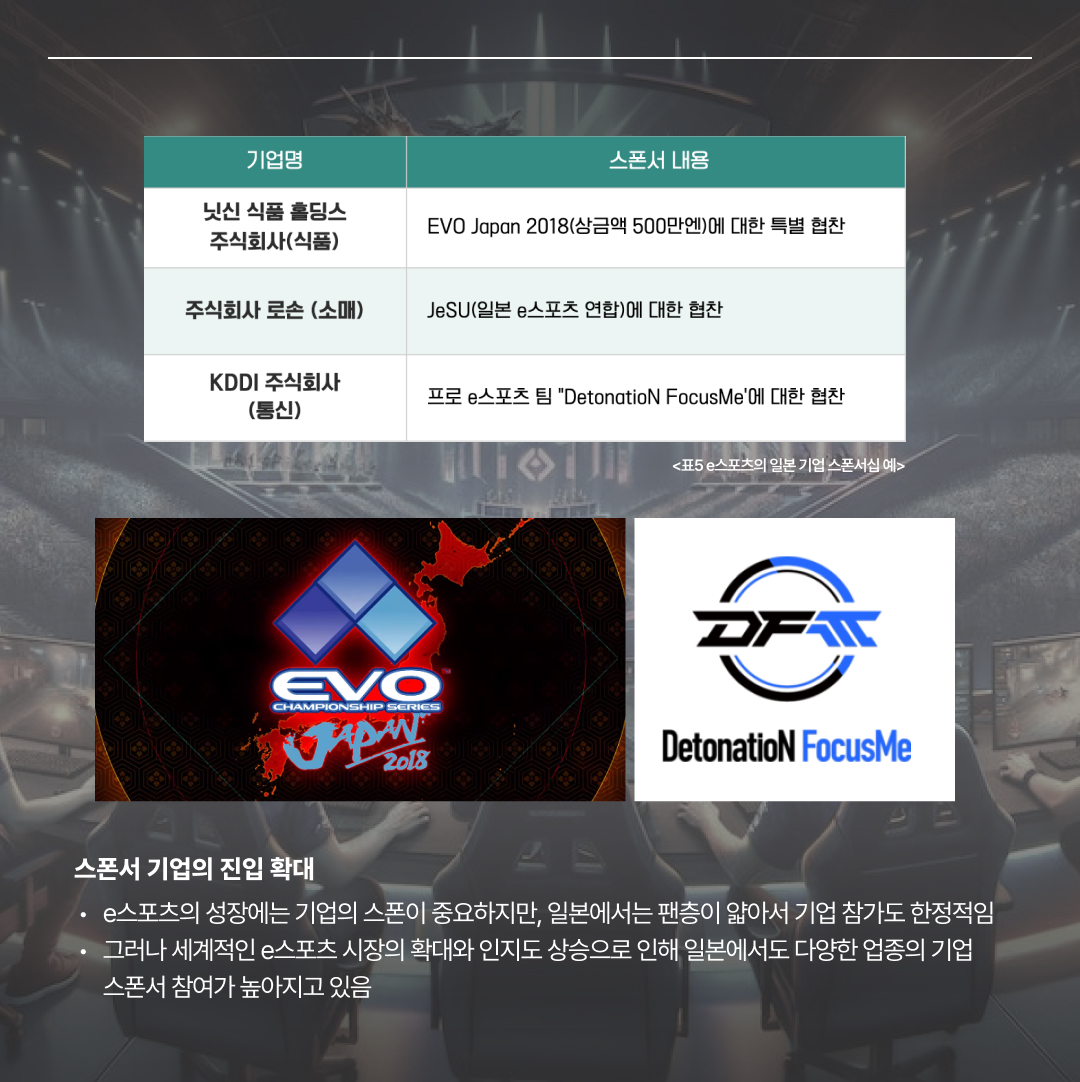 기업명
스폰서 내용
닛신 식품 홀딩스
주식회사(식품)
EVO Japan 2018(상금액 500만엔)에 대한 특별 협찬
주식회사 로손 (소매)
JeSU(일본 e스포츠 연합)에 대한 협찬
KDDI 주식회사
(통신)
프로 e스포츠 팀 "DetonatioN FocusMe'에 대한 협찬
<표5 e스포츠의 일본 기업 스폰서십 예>
EVO
TM
CHAMPIONSHIP SERIES
JAPAN
2018
DFM
DetonatioN FocusMe
스폰서 기업의 진입 확대
• e스포츠의 성장에는 기업의 스폰이 중요하지만, 일본에서는 팬층이 얇아서 기업 참가도 한정적임
• 그러나 세계적인 e스포츠 시장의 확대와 인지도 상승으로 인해 일본에서도 다양한 업종의 기업
스폰서 참여가 높아지고 있음